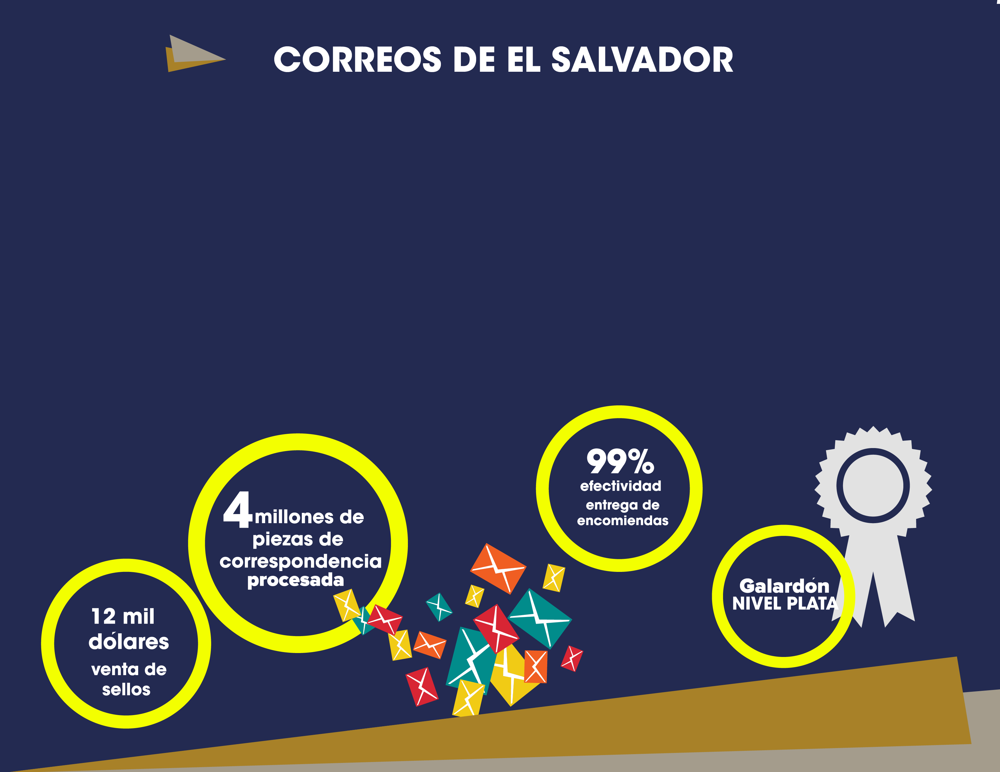 CORREOS DE EL SALVADOR
12 mil
dólares
venta de
sellos
4 millones de
piezas de
correspondencia
procesada
99%
efectividad
entrega de
encomiendas
Galardón
NIVEL PLATA